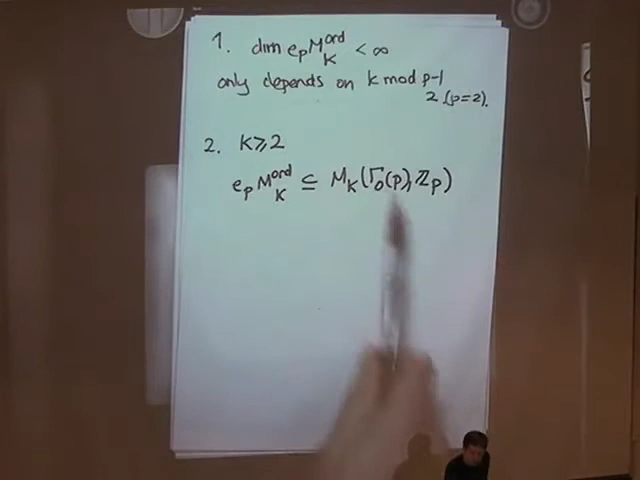 1. dim e_p M_K^ord < ∞
only depends on k mod p-1
2 (p=2).
2. K ≥ 2
e_p M_K^ord ⊆ M_K(Γ_0(p), ℤ_p)